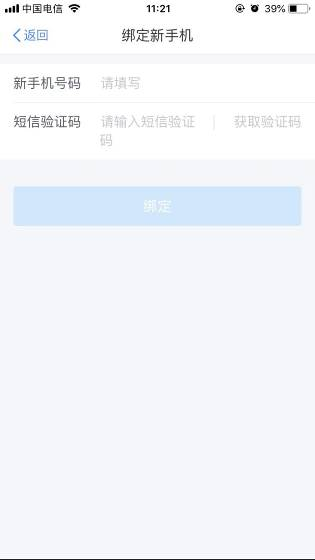 中国电信 11:21 39%
返回 绑定新手机
新手机号码 请填写
短信验证码 请输入短信验证码 获取验证码
绑定